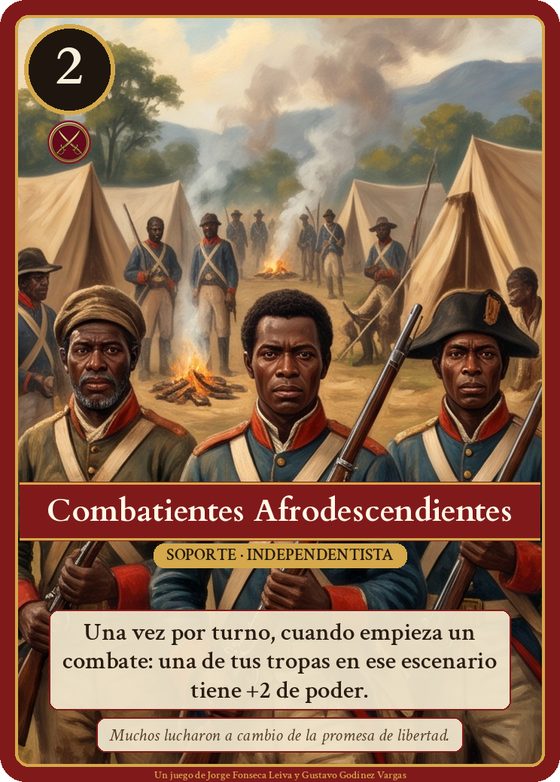 2
Combatientes Afrodescendientes
SOPORTE · INDEPENDENTISTA
Una vez por turno, cuando empieza un
combate: una de tus tropas en ese escenario
tiene +2 de poder.
Muchos lucharon a cambio de la promesa de libertad.
Un juego de Jorge Fonseca Leiva y Gustavo Godínez Vargas